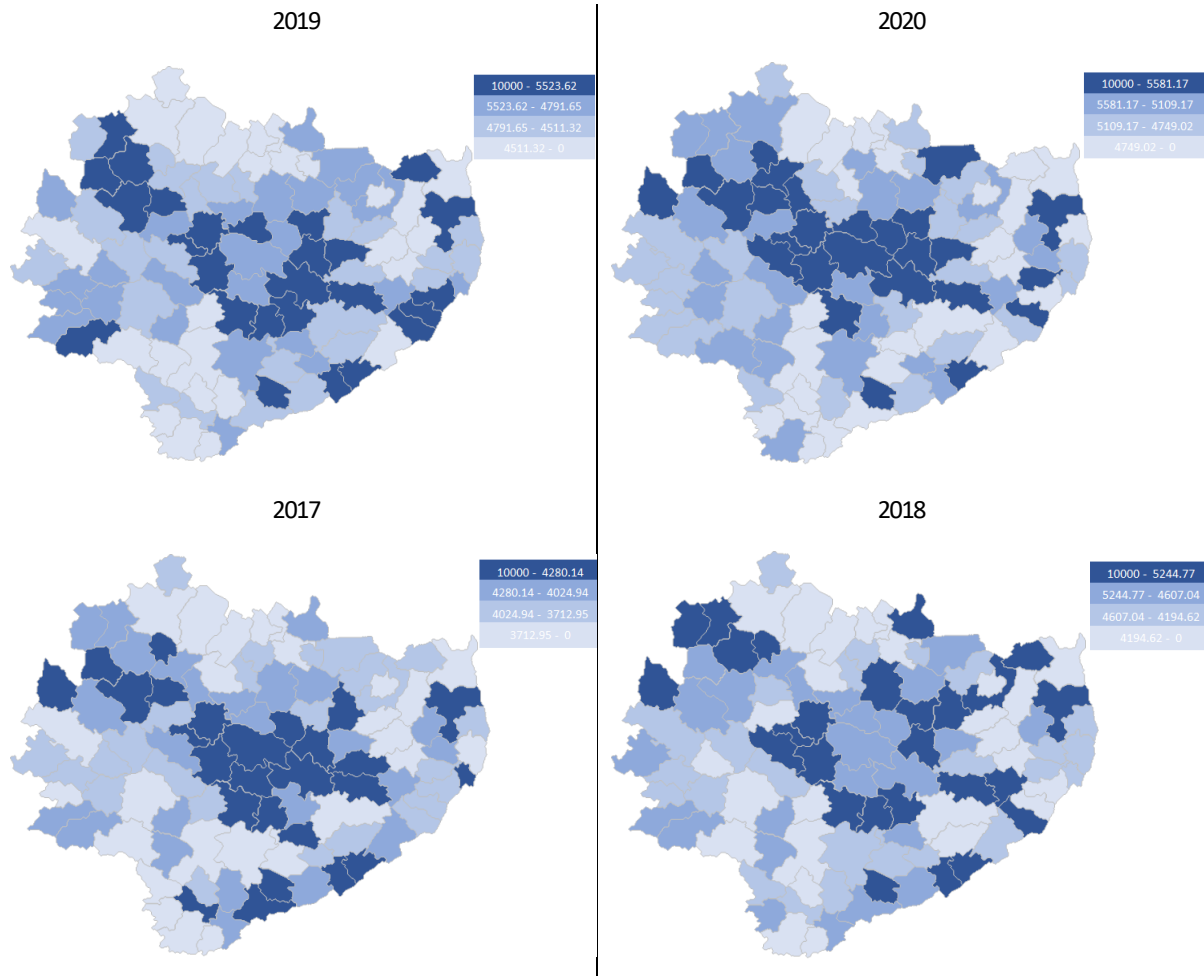 2019
10000 - 5523.62
5523.62 - 4791.65
4791.65 - 4511.32
4511.32 - 0
2020
10000 - 5581.17
5581.17 - 5109.17
5109.17 - 4749.02
4749.02 - 0
2017
10000 - 4280.14
4280.14 - 4024.94
4024.94 - 3712.95
3712.95 - 0
2018
10000 - 5244.77
5244.77 - 4607.04
4607.04 - 4194.62
4194.62 - 0